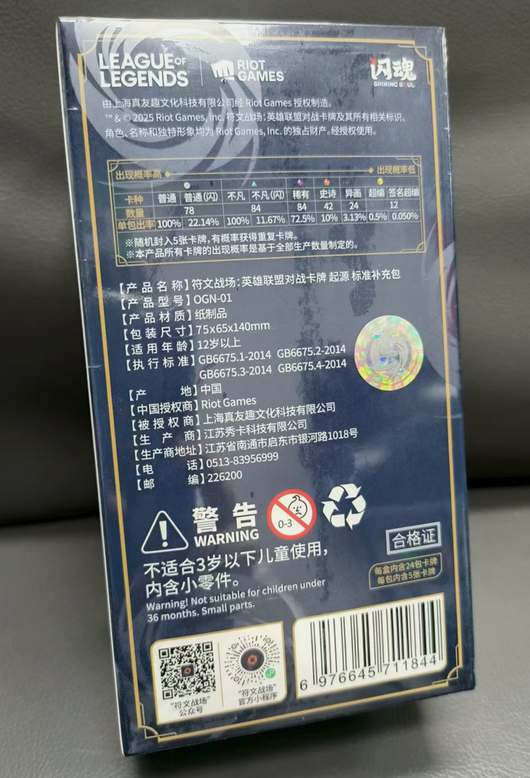 LEAGUE OF
LEGENDS
RIOT
GAMES
闪魂
SHINING SOUL
由上海真友趣文化科技有限公司经 Riot Games 授权制造。
™ & © 2025 Riot Games, Inc. 符文战场:英雄联盟对战卡牌及其所有相关标识、
角色、名称和独特形象均为 Riot Games, Inc. 的独占财产。经授权使用。
出现概率高 出现概率低
卡种 普通 普通(闪) 不凡 不凡(闪) 稀有 史诗 异画 超编 签名超编
数量 78 84 84 42 24 12
单包出率 100% 22.14% 100% 11.67% 72.5% 10% 3.13% 0.5% 0.050%
※随机封入5张卡牌,有概率获得重复卡牌。
※本产品所有卡牌的出现概率是基于全部生产数量制定的。
【产品名称】符文战场:英雄联盟对战卡牌 起源 标准补充包
【产品型号】OGN-01
【产品材质】纸制品
【包装尺寸】75x65x140mm
【适用年龄】12岁以上
【执行标准】GB6675.1-2014 GB6675.2-2014
GB6675.3-2014 GB6675.4-2014
【产 地】中国
【中国授权商】Riot Games
【被授权商】上海真友趣文化科技有限公司
【生产商】江苏秀卡科技有限公司
【生产商地址】江苏省南通市启东市银河路1018号
【电 话】0513-83956999
【邮 编】226200
警告
WARNING
0-3
不适合3岁以下儿童使用,
内含小零件。
Warning! Not suitable for children under
36 months. Small parts.
合格证
每盒内含24包卡牌
每包内含5张卡牌
"符文战场"
公众号
"符文战场"
官方小程序
6 976645 711844